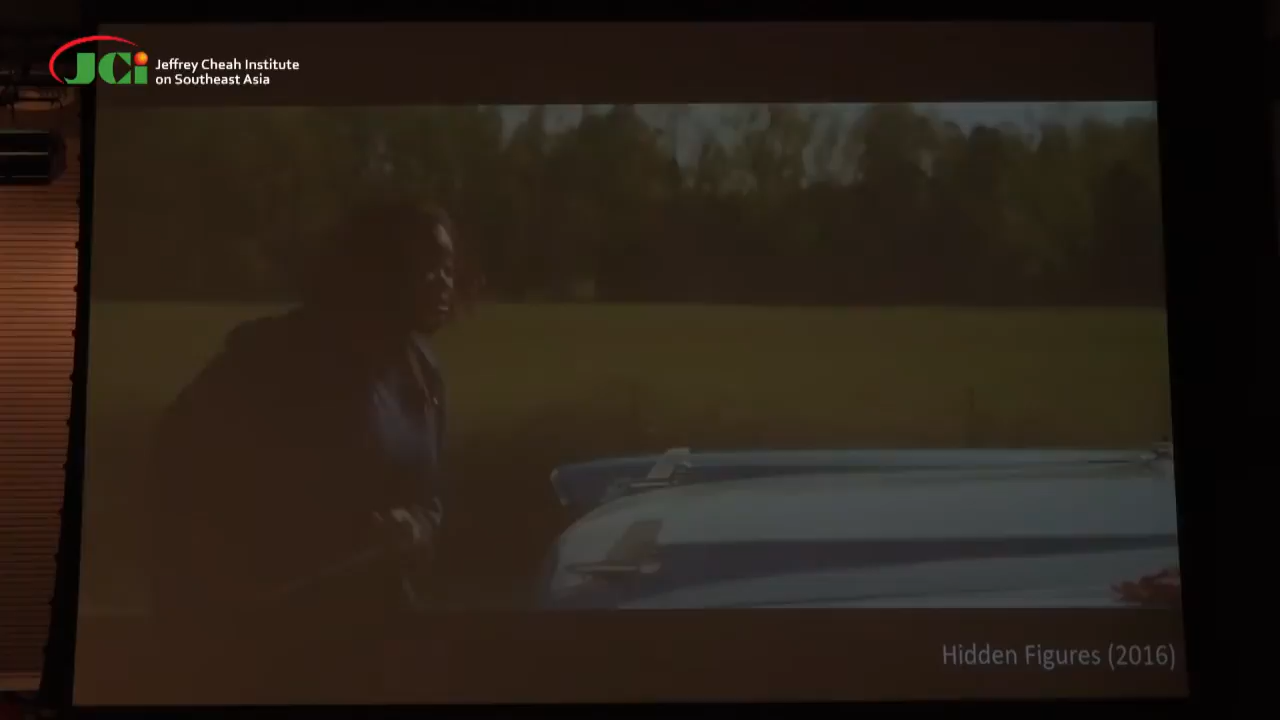 JCi
Jeffrey Cheah Institute
on Southeast Asia
Hidden Figures (2016)